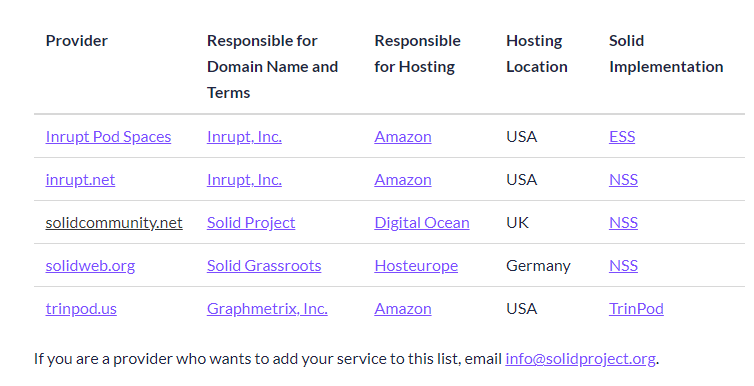 Provider Responsible for Domain Name and Terms Responsible for Hosting Hosting Location Solid Implementation
Inrupt Pod Spaces Inrupt, Inc. Amazon USA ESS
inrupt.net Inrupt, Inc. Amazon USA NSS
solidcommunity.net Solid Project Digital Ocean UK NSS
solidweb.org Solid Grassroots Hosteurope Germany NSS
trinpod.us Graphmetrix, Inc. Amazon USA TrinPod
If you are a provider who wants to add your service to this list, email info@solidproject.org.